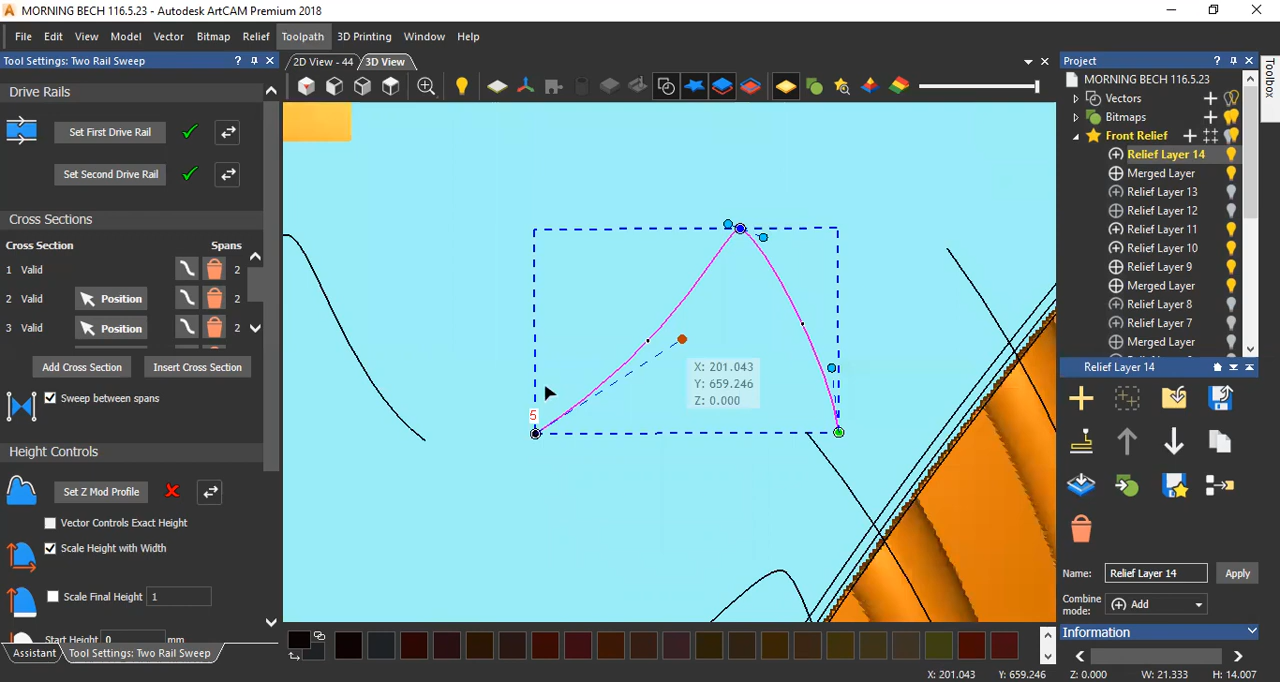 MORNING BECH 116.5.23 - Autodesk ArtCAM Premium 2018
File Edit View Model Vector Bitmap Relief Toolpath 3D Printing Window Help
Tool Settings: Two Rail Sweep
Drive Rails
Set First Drive Rail
Set Second Drive Rail
Cross Sections
Cross Section Spans
1 Valid 2
2 Valid Position 2
3 Valid Position 2
Add Cross Section Insert Cross Section
Sweep between spans
Height Controls
Set Z Mod Profile
Vector Controls Exact Height
Scale Height with Width
Scale Final Height 1
Start Height 0 mm
Assistant Tool Settings: Two Rail Sweep
2D View - 44 3D View
5
X: 201.043
Y: 659.246
Z: 0.000
Project
MORNING BECH 116.5.23
Vectors
Bitmaps
Front Relief
Relief Layer 14
Merged Layer
Relief Layer 13
Relief Layer 12
Relief Layer 11
Relief Layer 10
Relief Layer 9
Merged Layer
Relief Layer 8
Relief Layer 7
Merged Layer
Relief Layer 14
Name: Relief Layer 14 Apply
Combine mode: Add
Information
Toolbox
X: 201.043 Y: 659.246 Z: 0.000 W: 21.333 H: 14.007